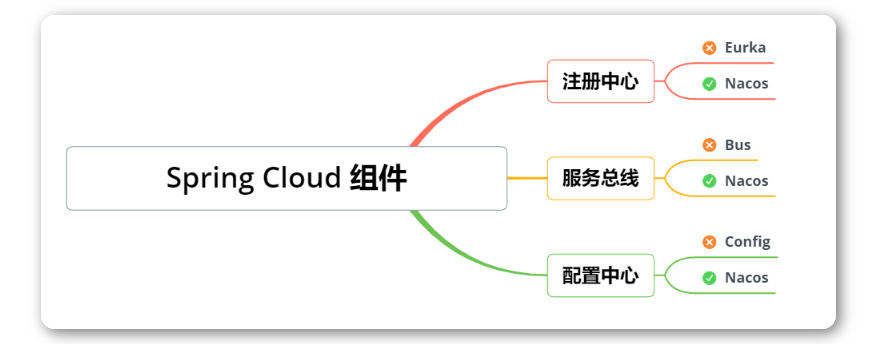 Spring Cloud 组件
注册中心
Eurka
Nacos
服务总线
Bus
Nacos
配置中心
Config
Nacos